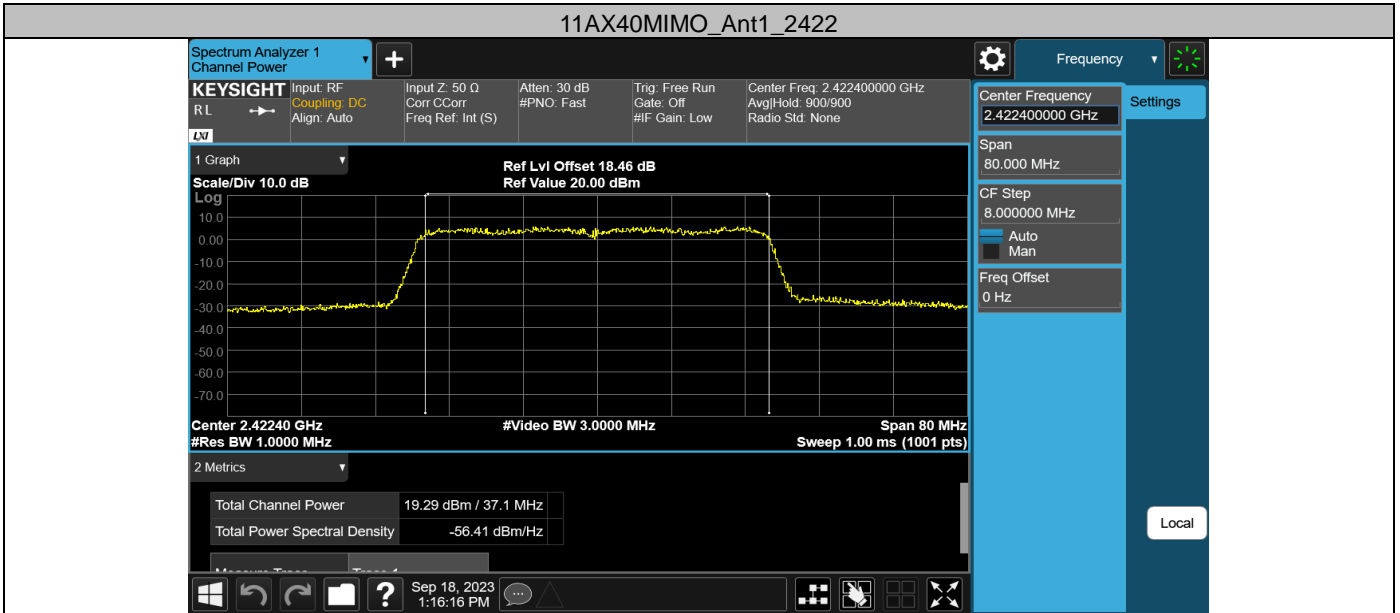 11AX40MIMO_Ant1_2422
Spectrum Analyzer 1
Channel Power
Frequency
KEYSIGHT
R L
LXI
Input: RF
Coupling: DC
Align: Auto
Input Z: 50 Ω
Corr CCorr
Freq Ref: Int (S)
Atten: 30 dB
#PNO: Fast
Trig: Free Run
Gate: Off
#IF Gain: Low
Center Freq: 2.422400000 GHz
Avg|Hold: 900/900
Radio Std: None
Center Frequency
2.422400000 GHz
Settings
Span
80.000 MHz
CF Step
8.000000 MHz
Auto
Man
Freq Offset
0 Hz
1 Graph
Ref Lvl Offset 18.46 dB
Scale/Div 10.0 dB
Ref Value 20.00 dBm
Log
10.0
0.00
-10.0
-20.0
-30.0
-40.0
-50.0
-60.0
-70.0
Center 2.42240 GHz
#Video BW 3.0000 MHz
Span 80 MHz
#Res BW 1.0000 MHz
Sweep 1.00 ms (1001 pts)
2 Metrics
Total Channel Power 19.29 dBm / 37.1 MHz
Total Power Spectral Density -56.41 dBm/Hz
Measure Trace Trace 1
Local
?
Sep 18, 2023
1:16:16 PM